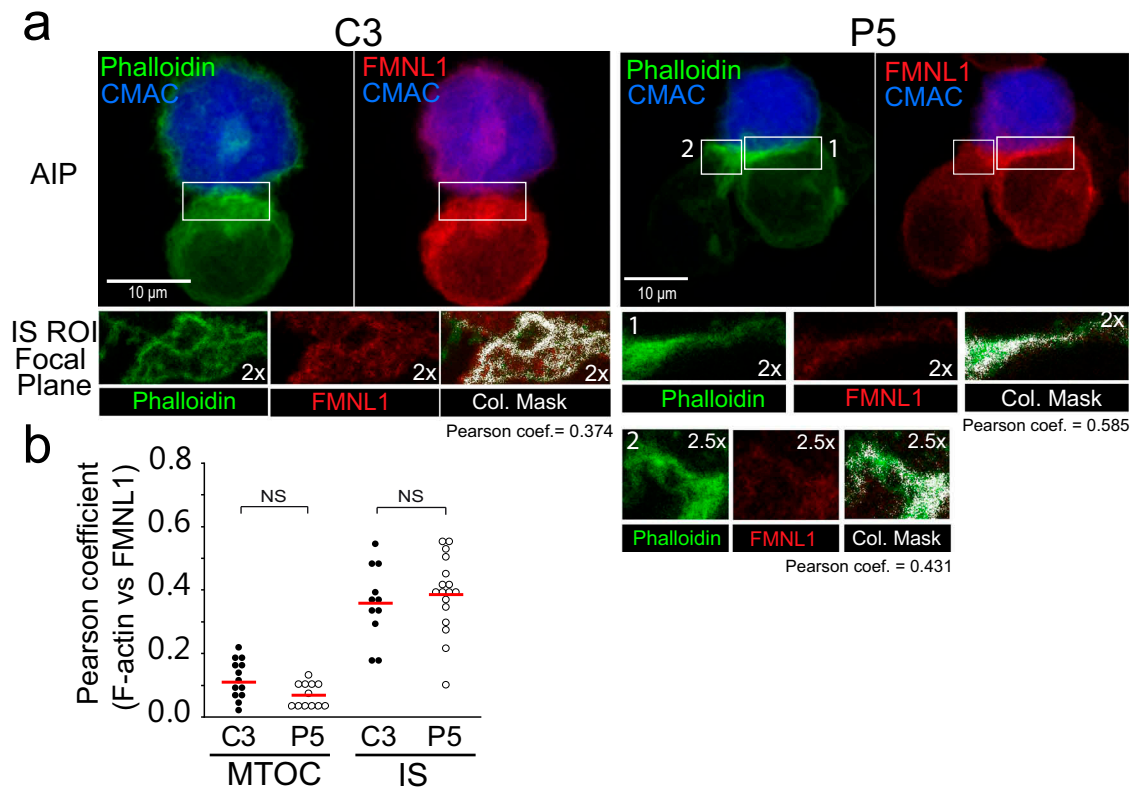 a
C3
P5
Phalloidin
CMAC
FMNL1
CMAC
Phalloidin
CMAC
FMNL1
CMAC
AIP
2
1
10 µm
10 µm
IS ROI
Focal
Plane
2x
2x
2x
1
2x
2x
2x
Phalloidin
FMNL1
Col. Mask
Phalloidin
FMNL1
Col. Mask
Pearson coef.= 0.374
Pearson coef. = 0.585
2
2.5x
2.5x
2.5x
Phalloidin
FMNL1
Col. Mask
Pearson coef. = 0.431
b
Pearson coefficient
(F-actin vs FMNL1)
0.8
0.6
0.4
0.2
0.0
NS
NS
C3
P5
C3
P5
MTOC
IS